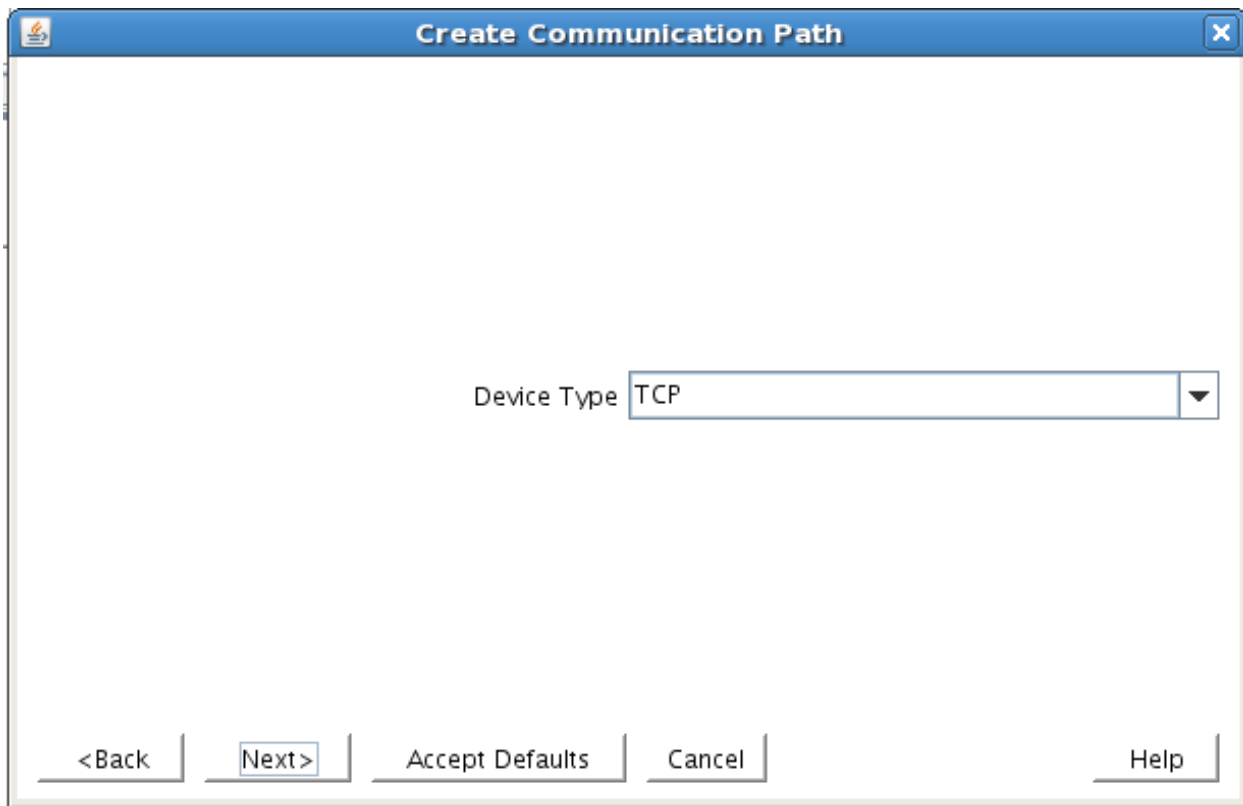 Create Communication Path
Device Type TCP
<Back Next> Accept Defaults Cancel Help